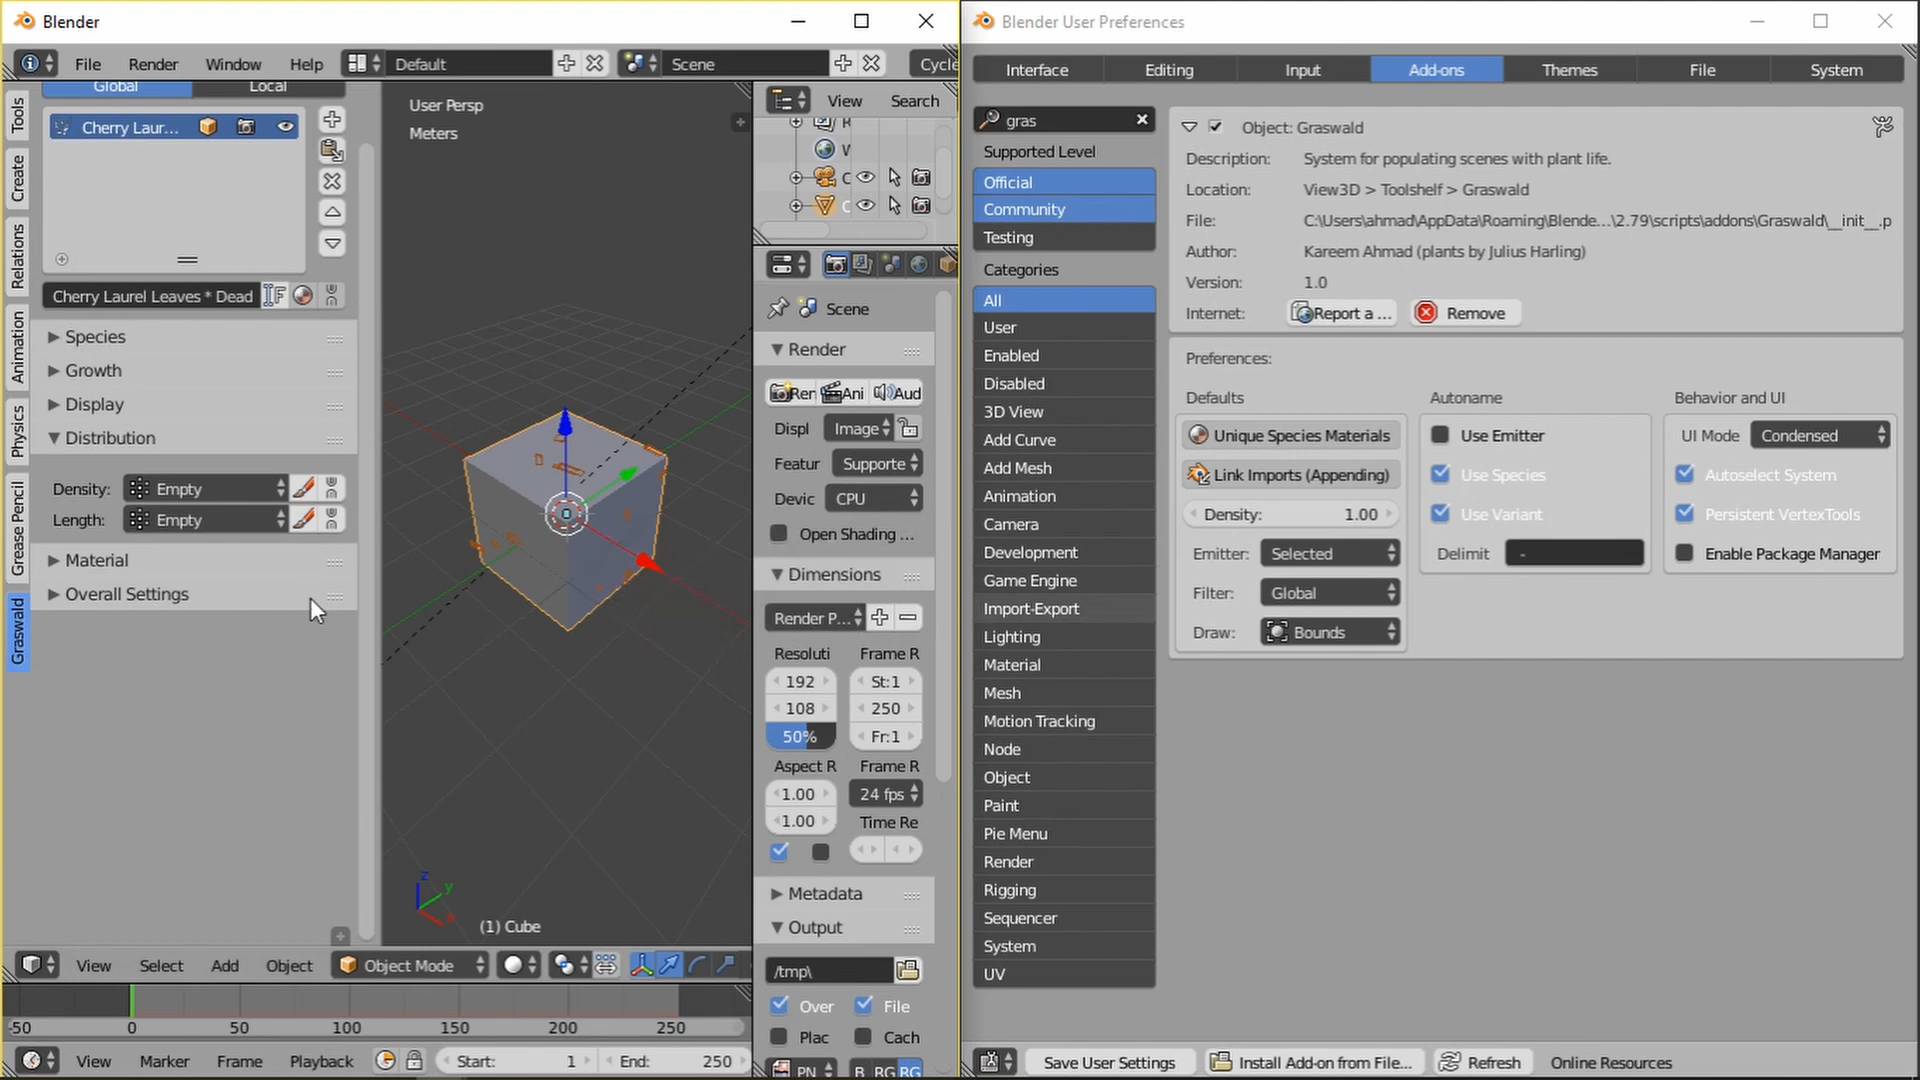 Blender
File Render Window Help Default Scene Cycle
Global Local
Tools
Create
Relations
Animation
Physics
Grease Pencil
Graswald
Cherry Laur...
Cherry Laurel Leaves * Dead F
Species
Growth
Display
Distribution
Density: Empty
Length: Empty
Material
Overall Settings
User Persp
Meters
(1) Cube
View Select Add Object Object Mode
-50 0 50 100 150 200 250
View Marker Frame Playback Start: 1 End: 250
View Search
Scene
Render
Ren Ani Aud
Displ Image
Featur Supporte
Devic CPU
Open Shading ...
Dimensions
Render P...
Resoluti Frame R
192 St:1
108 250
50% Fr:1
Aspect R Frame R
1.00 24 fps
1.00 Time Re
Metadata
Output
/tmp\
Over File
Plac Cach
PN B RG RG
Blender User Preferences
Interface Editing Input Add-ons Themes File System
gras
Supported Level
Official
Community
Testing
Categories
All
User
Enabled
Disabled
3D View
Add Curve
Add Mesh
Animation
Camera
Development
Game Engine
Import-Export
Lighting
Material
Mesh
Motion Tracking
Node
Object
Paint
Pie Menu
Render
Rigging
Sequencer
System
UV
Object: Graswald
Description: System for populating scenes with plant life.
Location: View3D > Toolshelf > Graswald
File: C:\Users\ahmad\AppData\Roaming\Blende...\2.79\scripts\addons\Graswald\__init__.p
Author: Kareem Ahmad (plants by Julius Harling)
Version: 1.0
Internet: Report a ... Remove
Preferences:
Defaults
Unique Species Materials
Link Imports (Appending)
Density: 1.00
Emitter: Selected
Filter: Global
Draw: Bounds
Autoname
Use Emitter
Use Species
Use Variant
Delimit -
Behavior and UI
UI Mode Condensed
Autoselect System
Persistent VertexTools
Enable Package Manager
Save User Settings Install Add-on from File... Refresh Online Resources